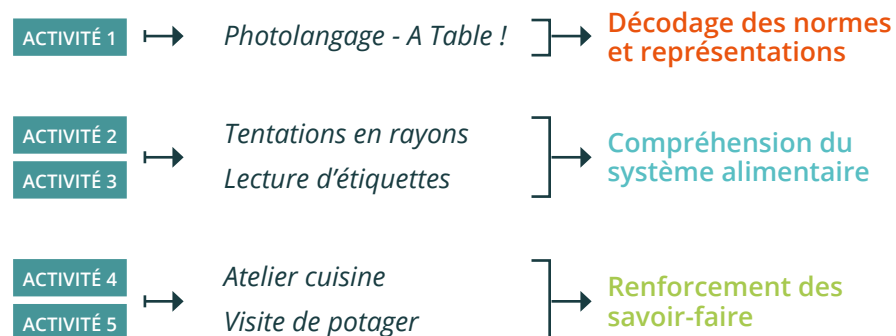 ACTIVITÉ 1
Photolangage - A Table !
Décodage des normes
et représentations
ACTIVITÉ 2
Tentations en rayons
ACTIVITÉ 3
Lecture d'étiquettes
Compréhension du
système alimentaire
ACTIVITÉ 4
Atelier cuisine
ACTIVITÉ 5
Visite de potager
Renforcement des
savoir-faire